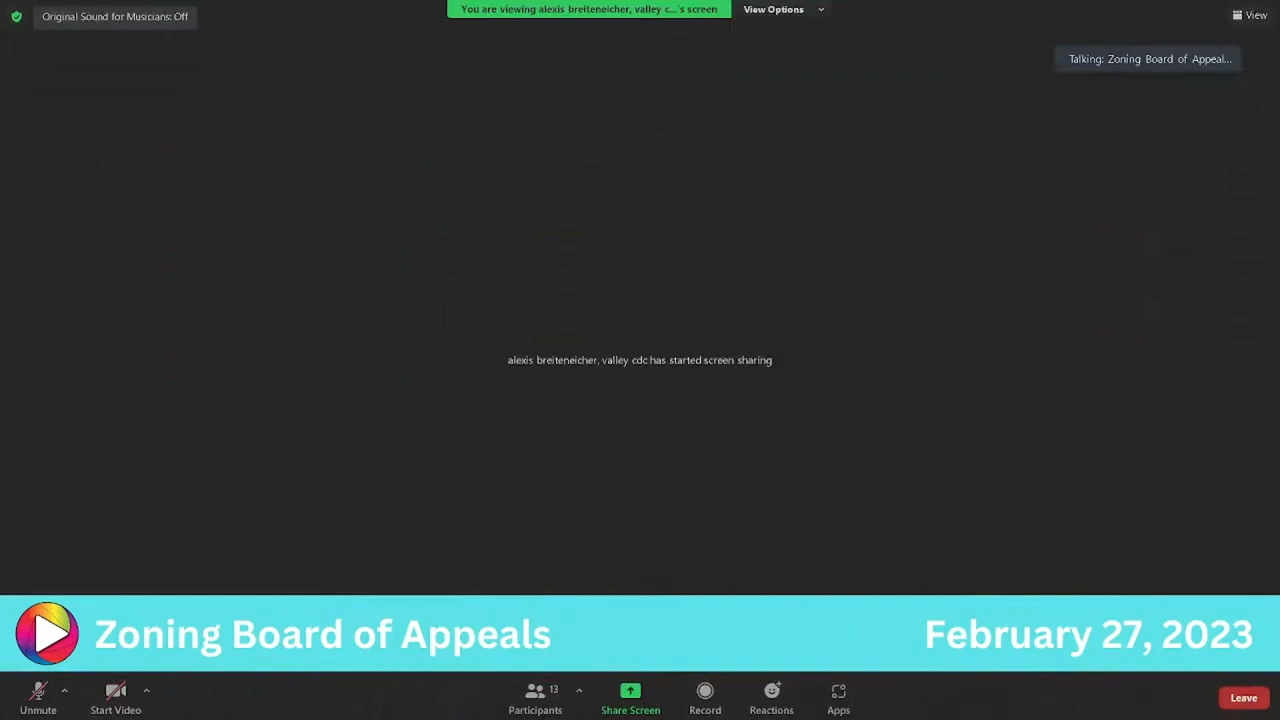 Original Sound for Musicians: Off
You are viewing alexis breiteneicher, valley c...'s screen
View Options
View
Talking: Zoning Board of Appeal...
alexis breiteneicher, valley cdc has started screen sharing
Zoning Board of Appeals
February 27, 2023
Unmute
Start Video
Participants
13
Share Screen
Record
Reactions
Apps
Leave